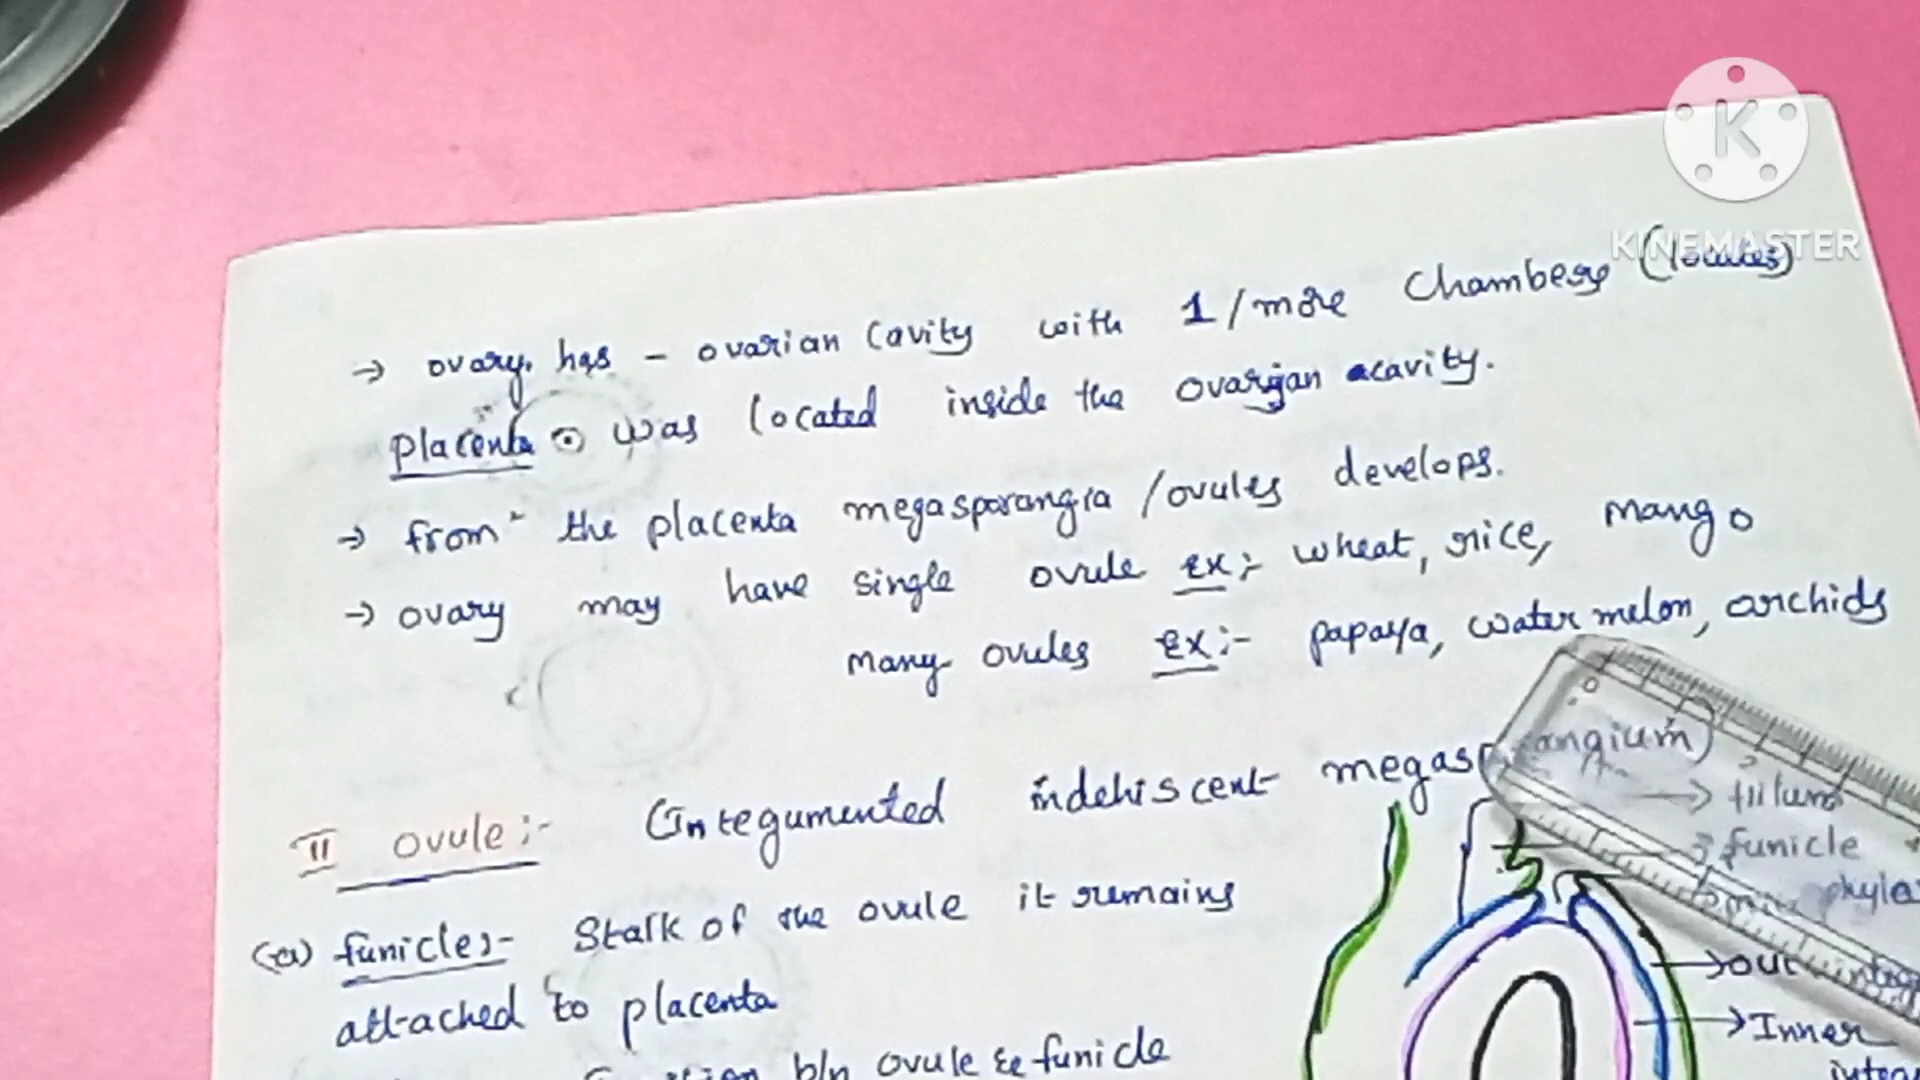 KINEMASTER
→ ovary has - ovarian cavity with 1/more Chambers (locules)
placenta was located inside the ovarian cavity.
→ from the placenta megasporangia /ovules develops.
→ ovary may have single ovule ex:- wheat, rice, mango
many ovules ex:- papaya, water melon, orchids
II ovule:- (Integumented indehiscent megasporangium)
→ Hilum
→ funicle
(a) funicle:- Stalk of the ovule it remains
attached to placenta
→ Inner
b/n ovule & funicle